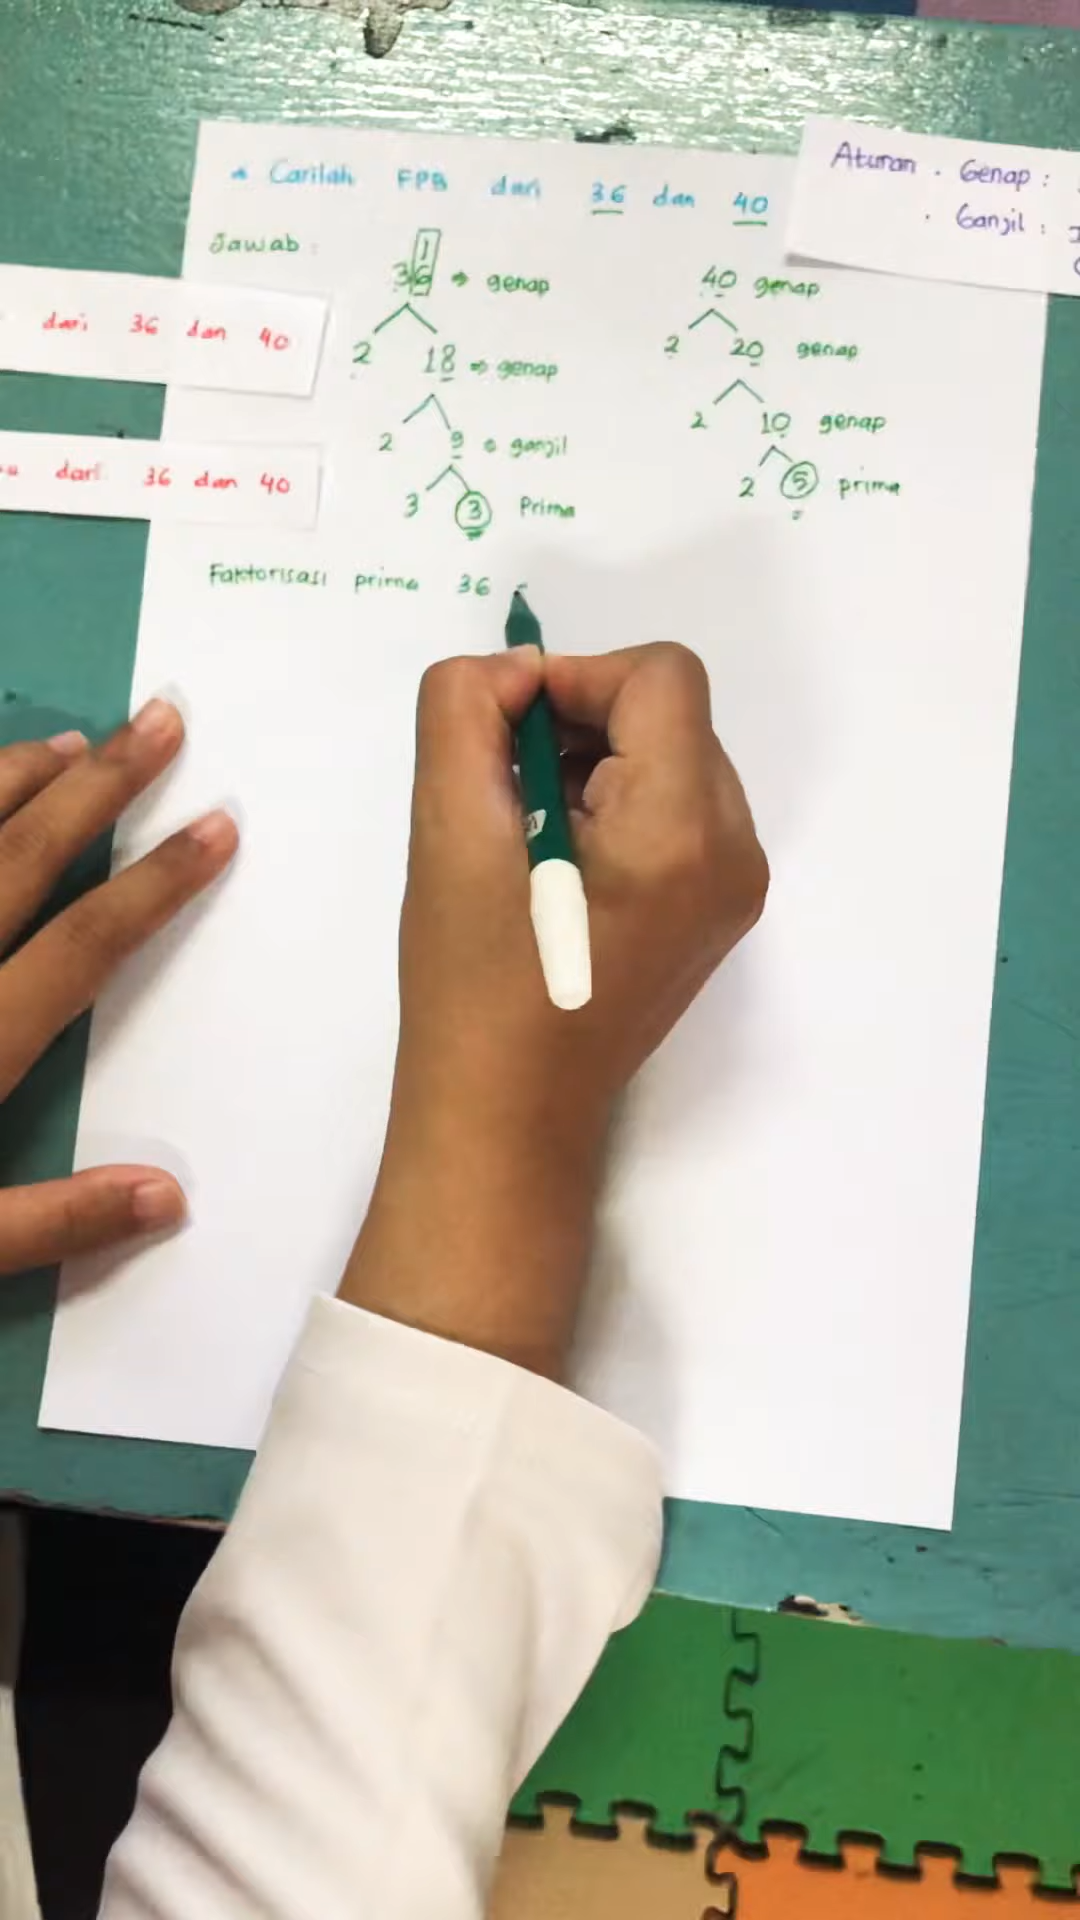 Carilah FPB dari 36 dan 40
Aturan . Genap :
. Ganjil :
Jawab :
1
36 ⇒ genap
40 genap
dari 36 dan 40
2 18 ⇒ genap
2 20 genap
2 9 ganjil
2 10 genap
dari 36 dan 40
3 3 Prima
2 5 prima
Faktorisasi prima 36